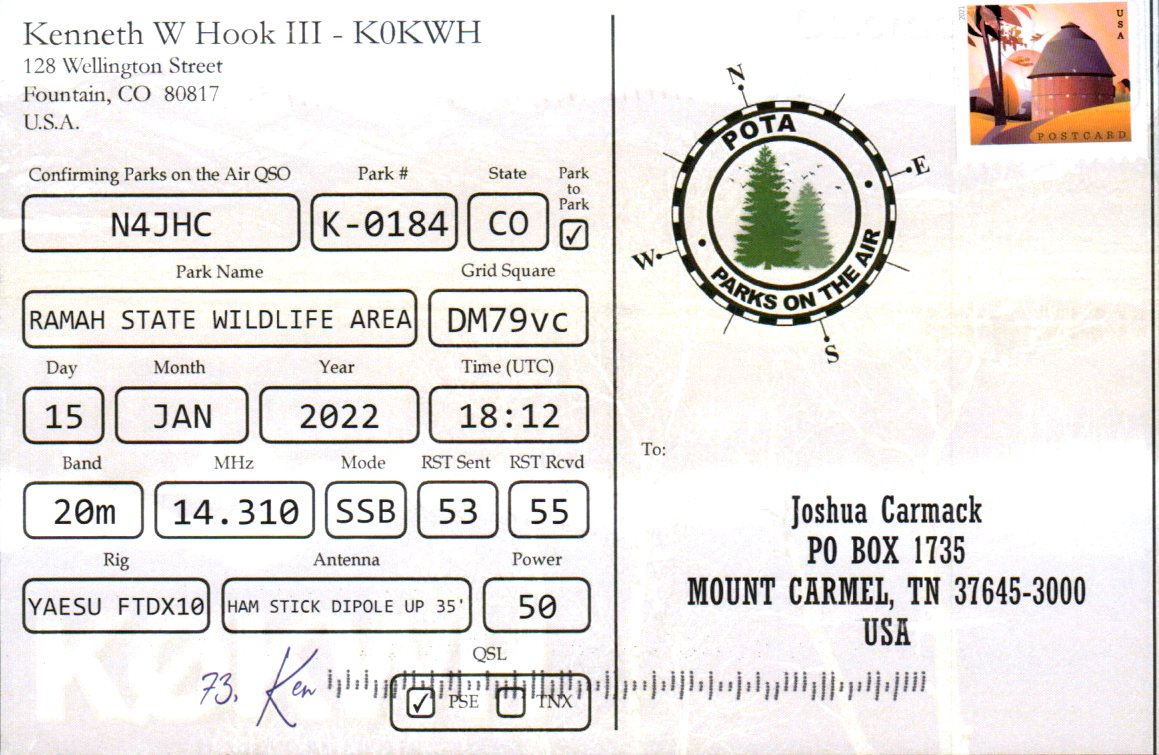 Kenneth W Hook III - K0KWH
128 Wellington Street
Fountain, CO 80817
U.S.A.
Confirming Parks on the Air QSO Park # State Park to Park
N4JHC K-0184 CO ✓
Park Name Grid Square
RAMAH STATE WILDLIFE AREA DM79vc
Day Month Year Time (UTC)
15 JAN 2022 18:12
Band MHz Mode RST Sent RST Rcvd
20m 14.310 SSB 53 55
Rig Antenna Power
YAESU FTDX10 HAM STICK DIPOLE UP 35' 50
QSL
73, Ken
✓ PSE TNX
2021
USA
POSTCARD
N
E
S
W
POTA
PARKS ON THE AIR
To:
Joshua Carmack
PO BOX 1735
MOUNT CARMEL, TN 37645-3000
USA